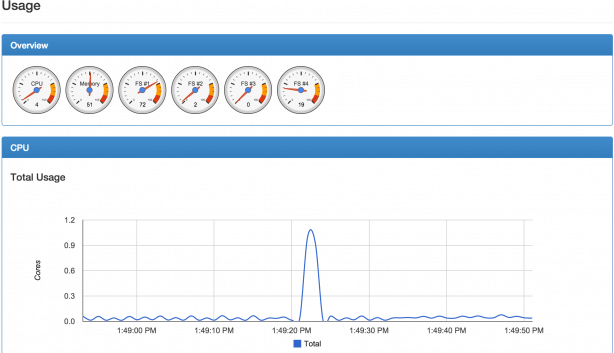 Usage
Overview
CPU Memory FS #1 FS #2 FS #3 FS #4
4 51 72 2 0 19
CPU
Total Usage
1.2
0.9
0.6
0.3
0.0
Cores
1:49:00 PM 1:49:10 PM 1:49:20 PM 1:49:30 PM 1:49:40 PM 1:49:50 PM
Total